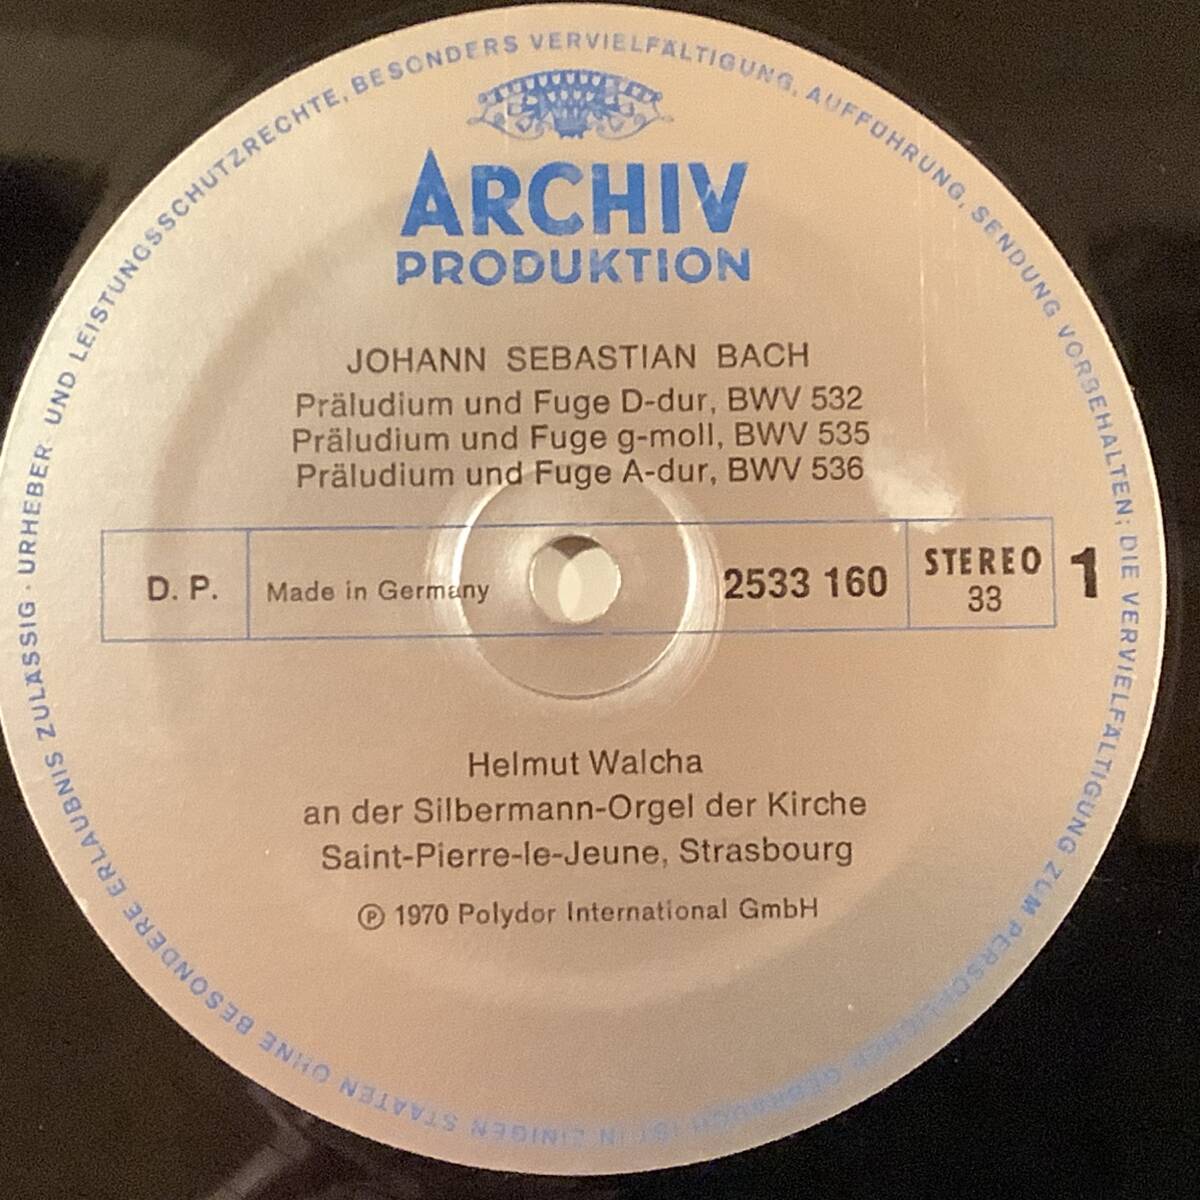 URHEBER- UND LEISTUNGSSCHUTZRECHTE, BESONDERS VERVIELFÄLTIGUNG, AUFFÜHRUNG, SENDUNG VORBEHALTEN; DIE VERVIELFÄLTIGUNG ZUM PERSÖNLICHEN GEBRAUCH IST IN EINIGEN STAATEN OHNE BESONDERE ERLAUBNIS ZULÄSSIG ·
ARCHIV
PRODUKTION
JOHANN SEBASTIAN BACH
Präludium und Fuge D-dur, BWV 532
Präludium und Fuge g-moll, BWV 535
Präludium und Fuge A-dur, BWV 536
D. P. Made in Germany 2533 160 STEREO 33 1
Helmut Walcha
an der Silbermann-Orgel der Kirche
Saint-Pierre-le-Jeune, Strasbourg
℗ 1970 Polydor International GmbH